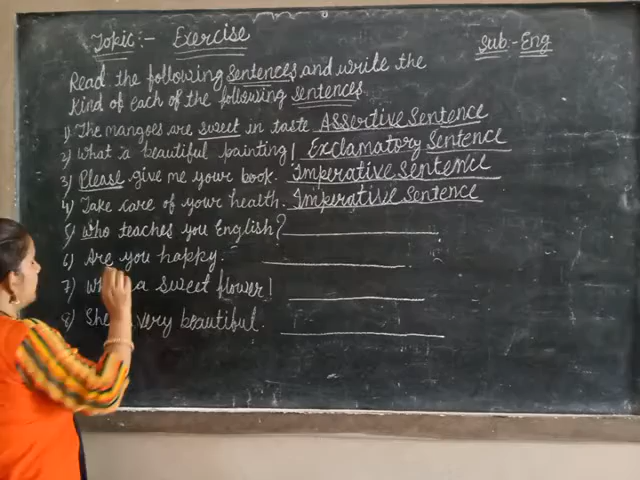 Topic:- Exercise
Sub.- Eng
Read the following sentences and write the
kind of each of the following sentences
1) The mangoes are sweet in taste Assertive Sentence
2) What a beautiful painting! Exclamatory Sentence
3) Please give me your book. Imperative Sentence
4) Take care of your health. Imperative Sentence
5) Who teaches you English?
6) Are you happy.
7) a sweet flower!
8) She very beautiful.